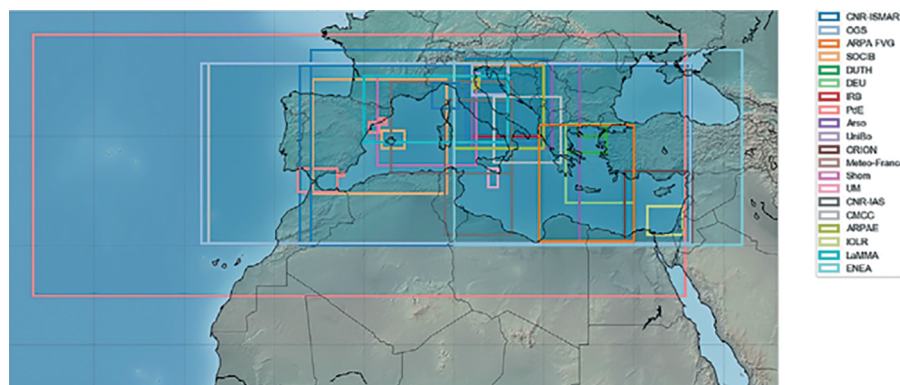 CNR-ISMAR
OGS
ARPA FVG
SOCIB
DUTH
DEU
IRB
PdE
Arso
UniBo
ORION
Meteo-France
Shom
UM
CNR-IAS
CMCC
ARPAE
IOLR
LaMMA
ENEA